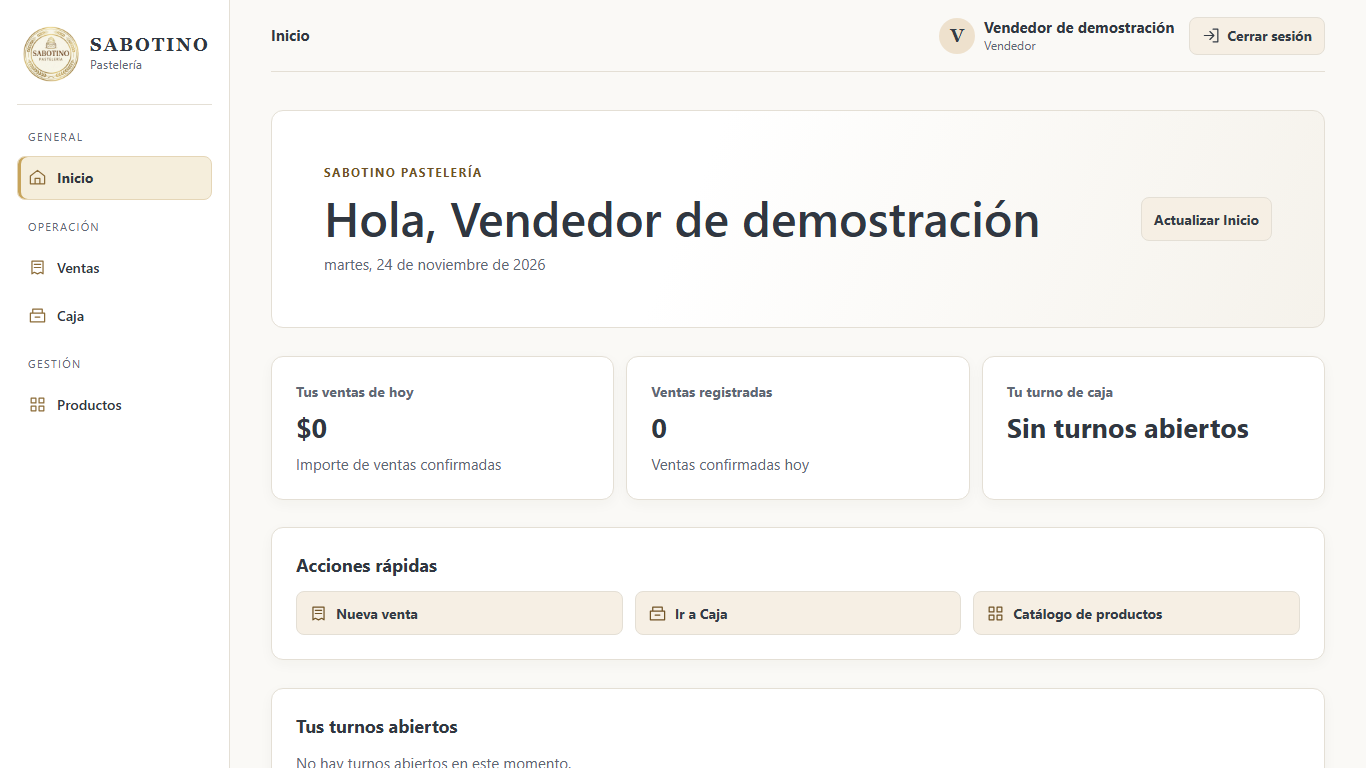 SABOTINO
PASTELERÍA
SABOTINO
Pastelería
Inicio
V
Vendedor de demostración
Vendedor
Cerrar sesión
GENERAL
Inicio
OPERACIÓN
Ventas
Caja
GESTIÓN
Productos
SABOTINO PASTELERÍA
Hola, Vendedor de demostración
martes, 24 de noviembre de 2026
Actualizar Inicio
Tus ventas de hoy
$0
Importe de ventas confirmadas
Ventas registradas
0
Ventas confirmadas hoy
Tu turno de caja
Sin turnos abiertos
Acciones rápidas
Nueva venta
Ir a Caja
Catálogo de productos
Tus turnos abiertos
No hay turnos abiertos en este momento.